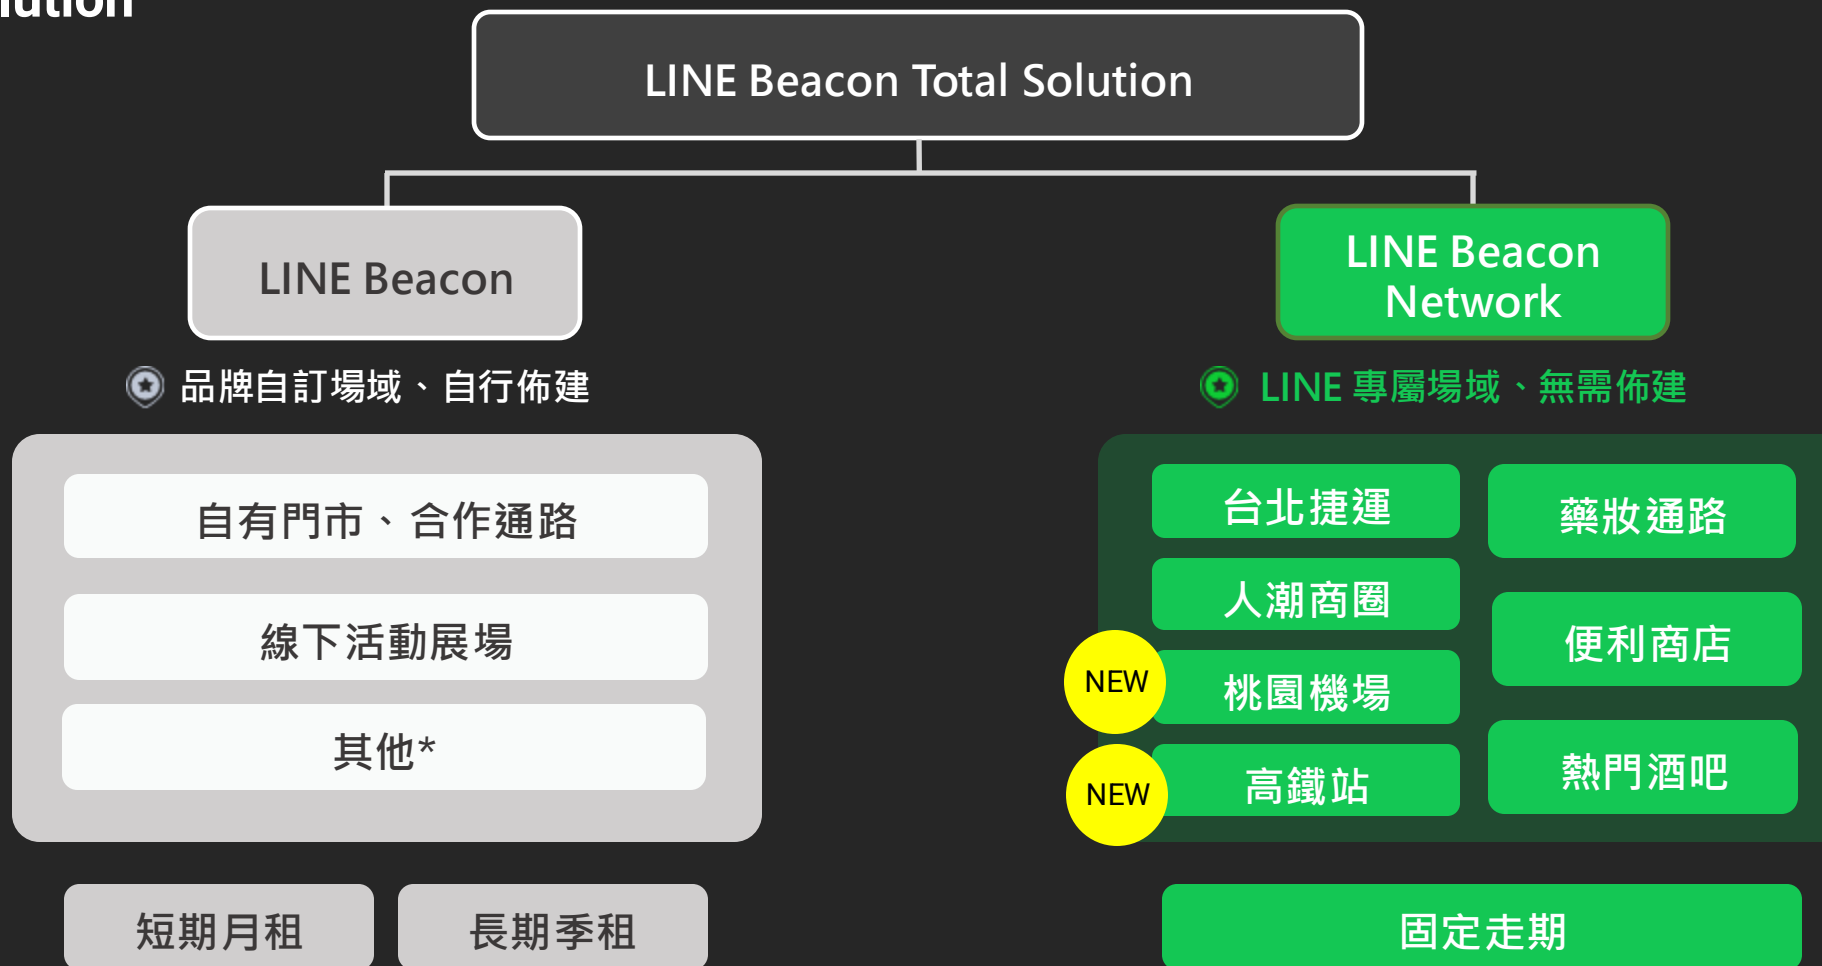 LINE Beacon Total Solution
LINE Beacon
品牌自訂場域、自行佈建
自有門市、合作通路
線下活動展場
其他*
短期月租
長期季租
LINE Beacon
Network
LINE 專屬場域、無需佈建
台北捷運
人潮商圈
NEW
桃園機場
NEW
高鐵站
藥妝通路
便利商店
熱門酒吧
固定走期